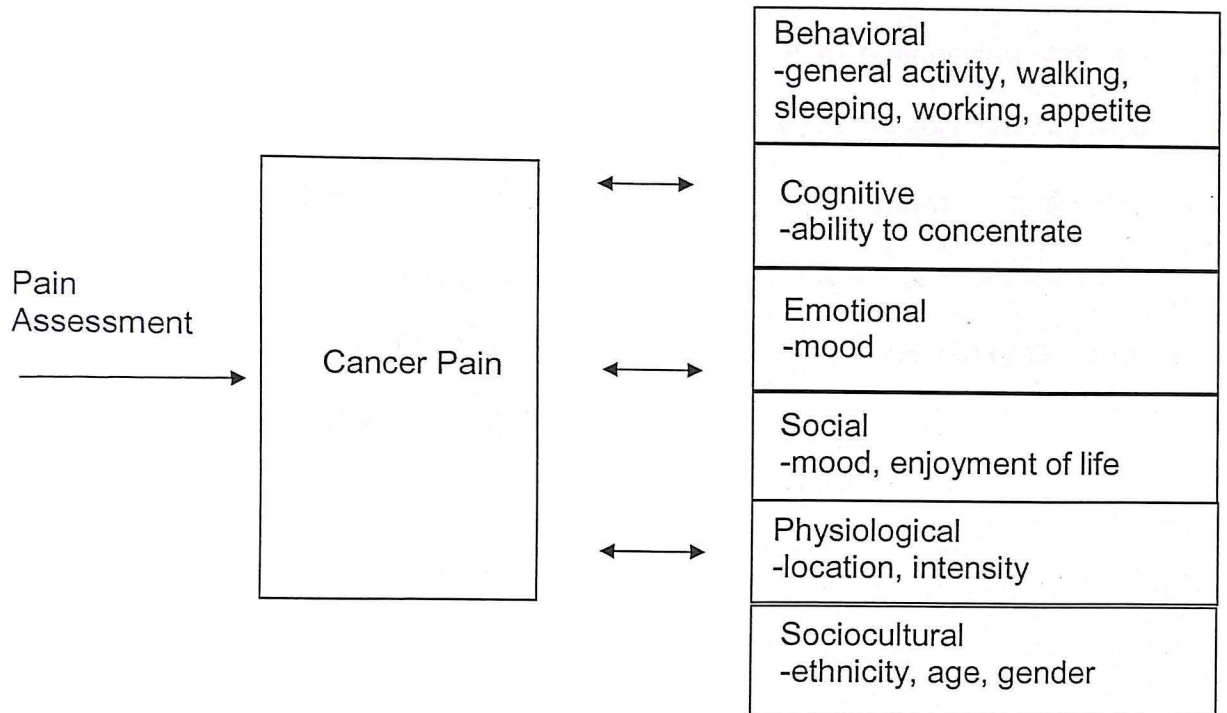 Pain
Assessment
Cancer Pain
Behavioral
-general activity, walking,
sleeping, working, appetite
Cognitive
-ability to concentrate
Emotional
-mood
Social
-mood, enjoyment of life
Physiological
-location, intensity
Sociocultural
-ethnicity, age, gender